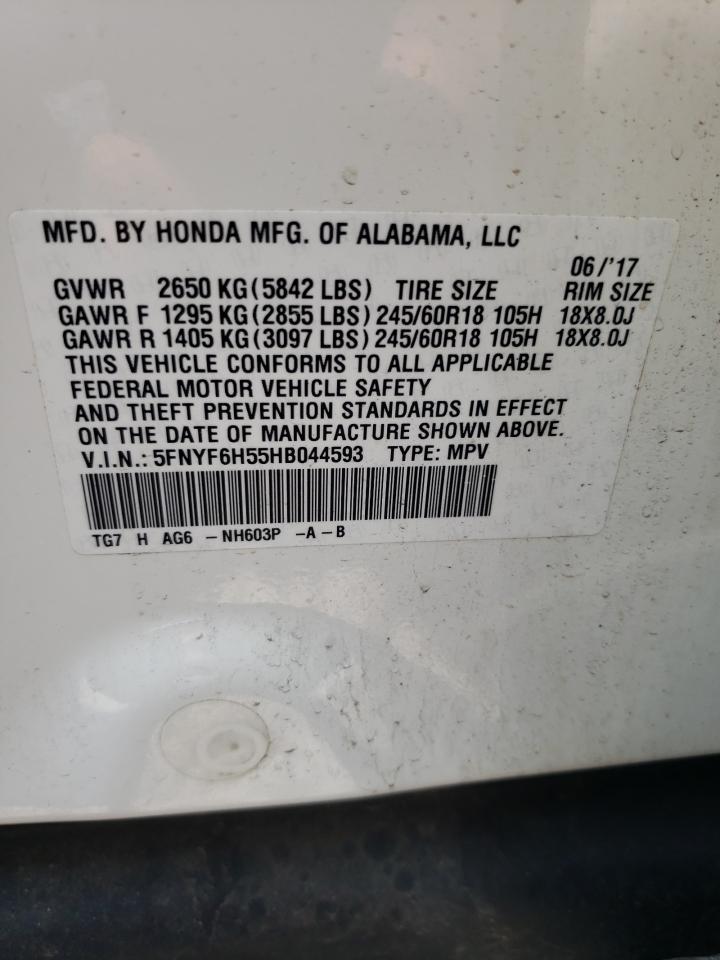 MFD. BY HONDA MFG. OF ALABAMA, LLC
06/'17
GVWR 2650 KG (5842 LBS) TIRE SIZE RIM SIZE
GAWR F 1295 KG (2855 LBS) 245/60R18 105H 18X8.0J
GAWR R 1405 KG (3097 LBS) 245/60R18 105H 18X8.0J
THIS VEHICLE CONFORMS TO ALL APPLICABLE
FEDERAL MOTOR VEHICLE SAFETY
AND THEFT PREVENTION STANDARDS IN EFFECT
ON THE DATE OF MANUFACTURE SHOWN ABOVE.
V.I.N.: 5FNYF6H55HB044593 TYPE: MPV
TG7 H AG6 -NH603P -A-B